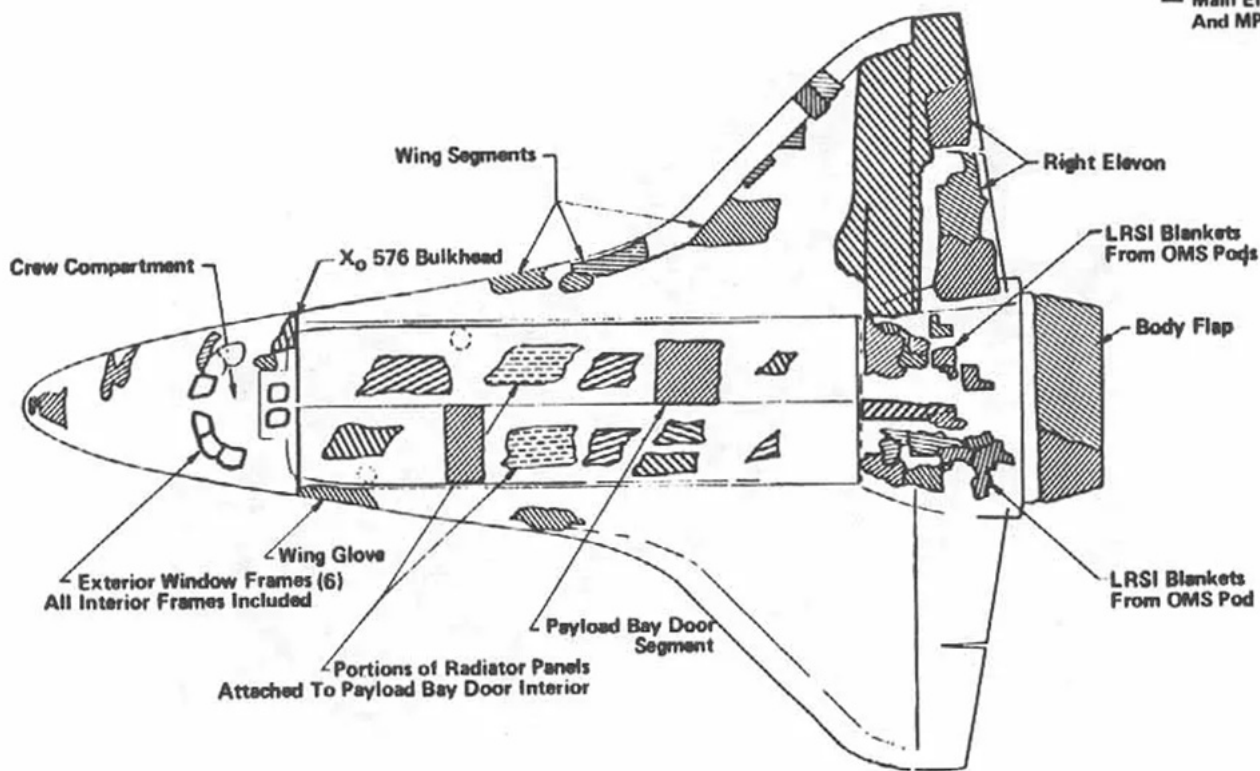 And MP
Wing Segments
Right Elevon
LRSI Blankets
From OMS Pods
Crew Compartment
X₀ 576 Bulkhead
Body Flap
Wing Glove
Exterior Window Frames (6)
All Interior Frames Included
LRSI Blankets
From OMS Pod
Payload Bay Door
Segment
Portions of Radiator Panels
Attached To Payload Bay Door Interior